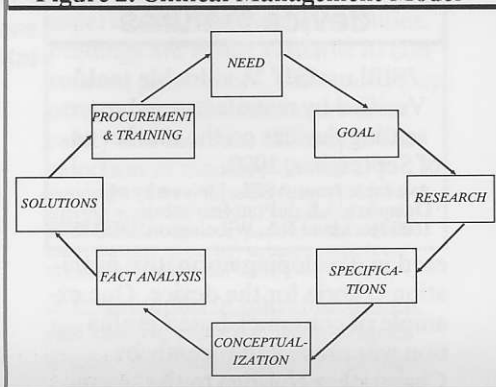 Figure 2. Clinical Management Model
NEED
GOAL
RESEARCH
SPECIFICA-
TIONS
CONCEPTUAL-
IZATION
FACT ANALYSIS
SOLUTIONS
PROCUREMENT
& TRAINING